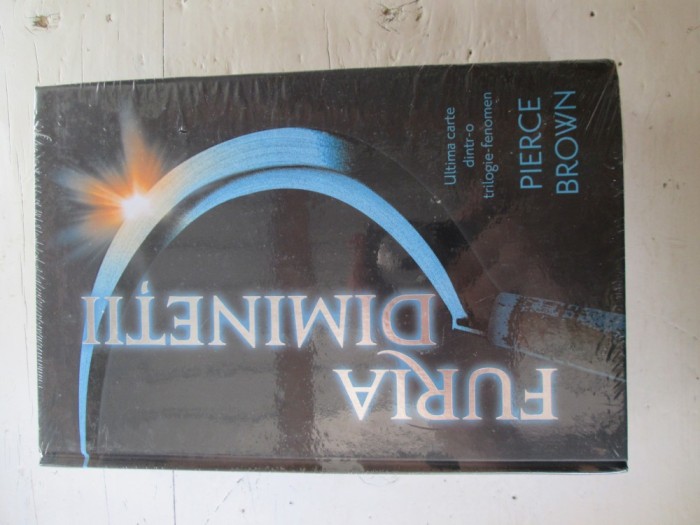 Ultima carte
dintr-o
trilogie-fenomen
PIERCE
BROWN
FURIA
DIMINEȚII